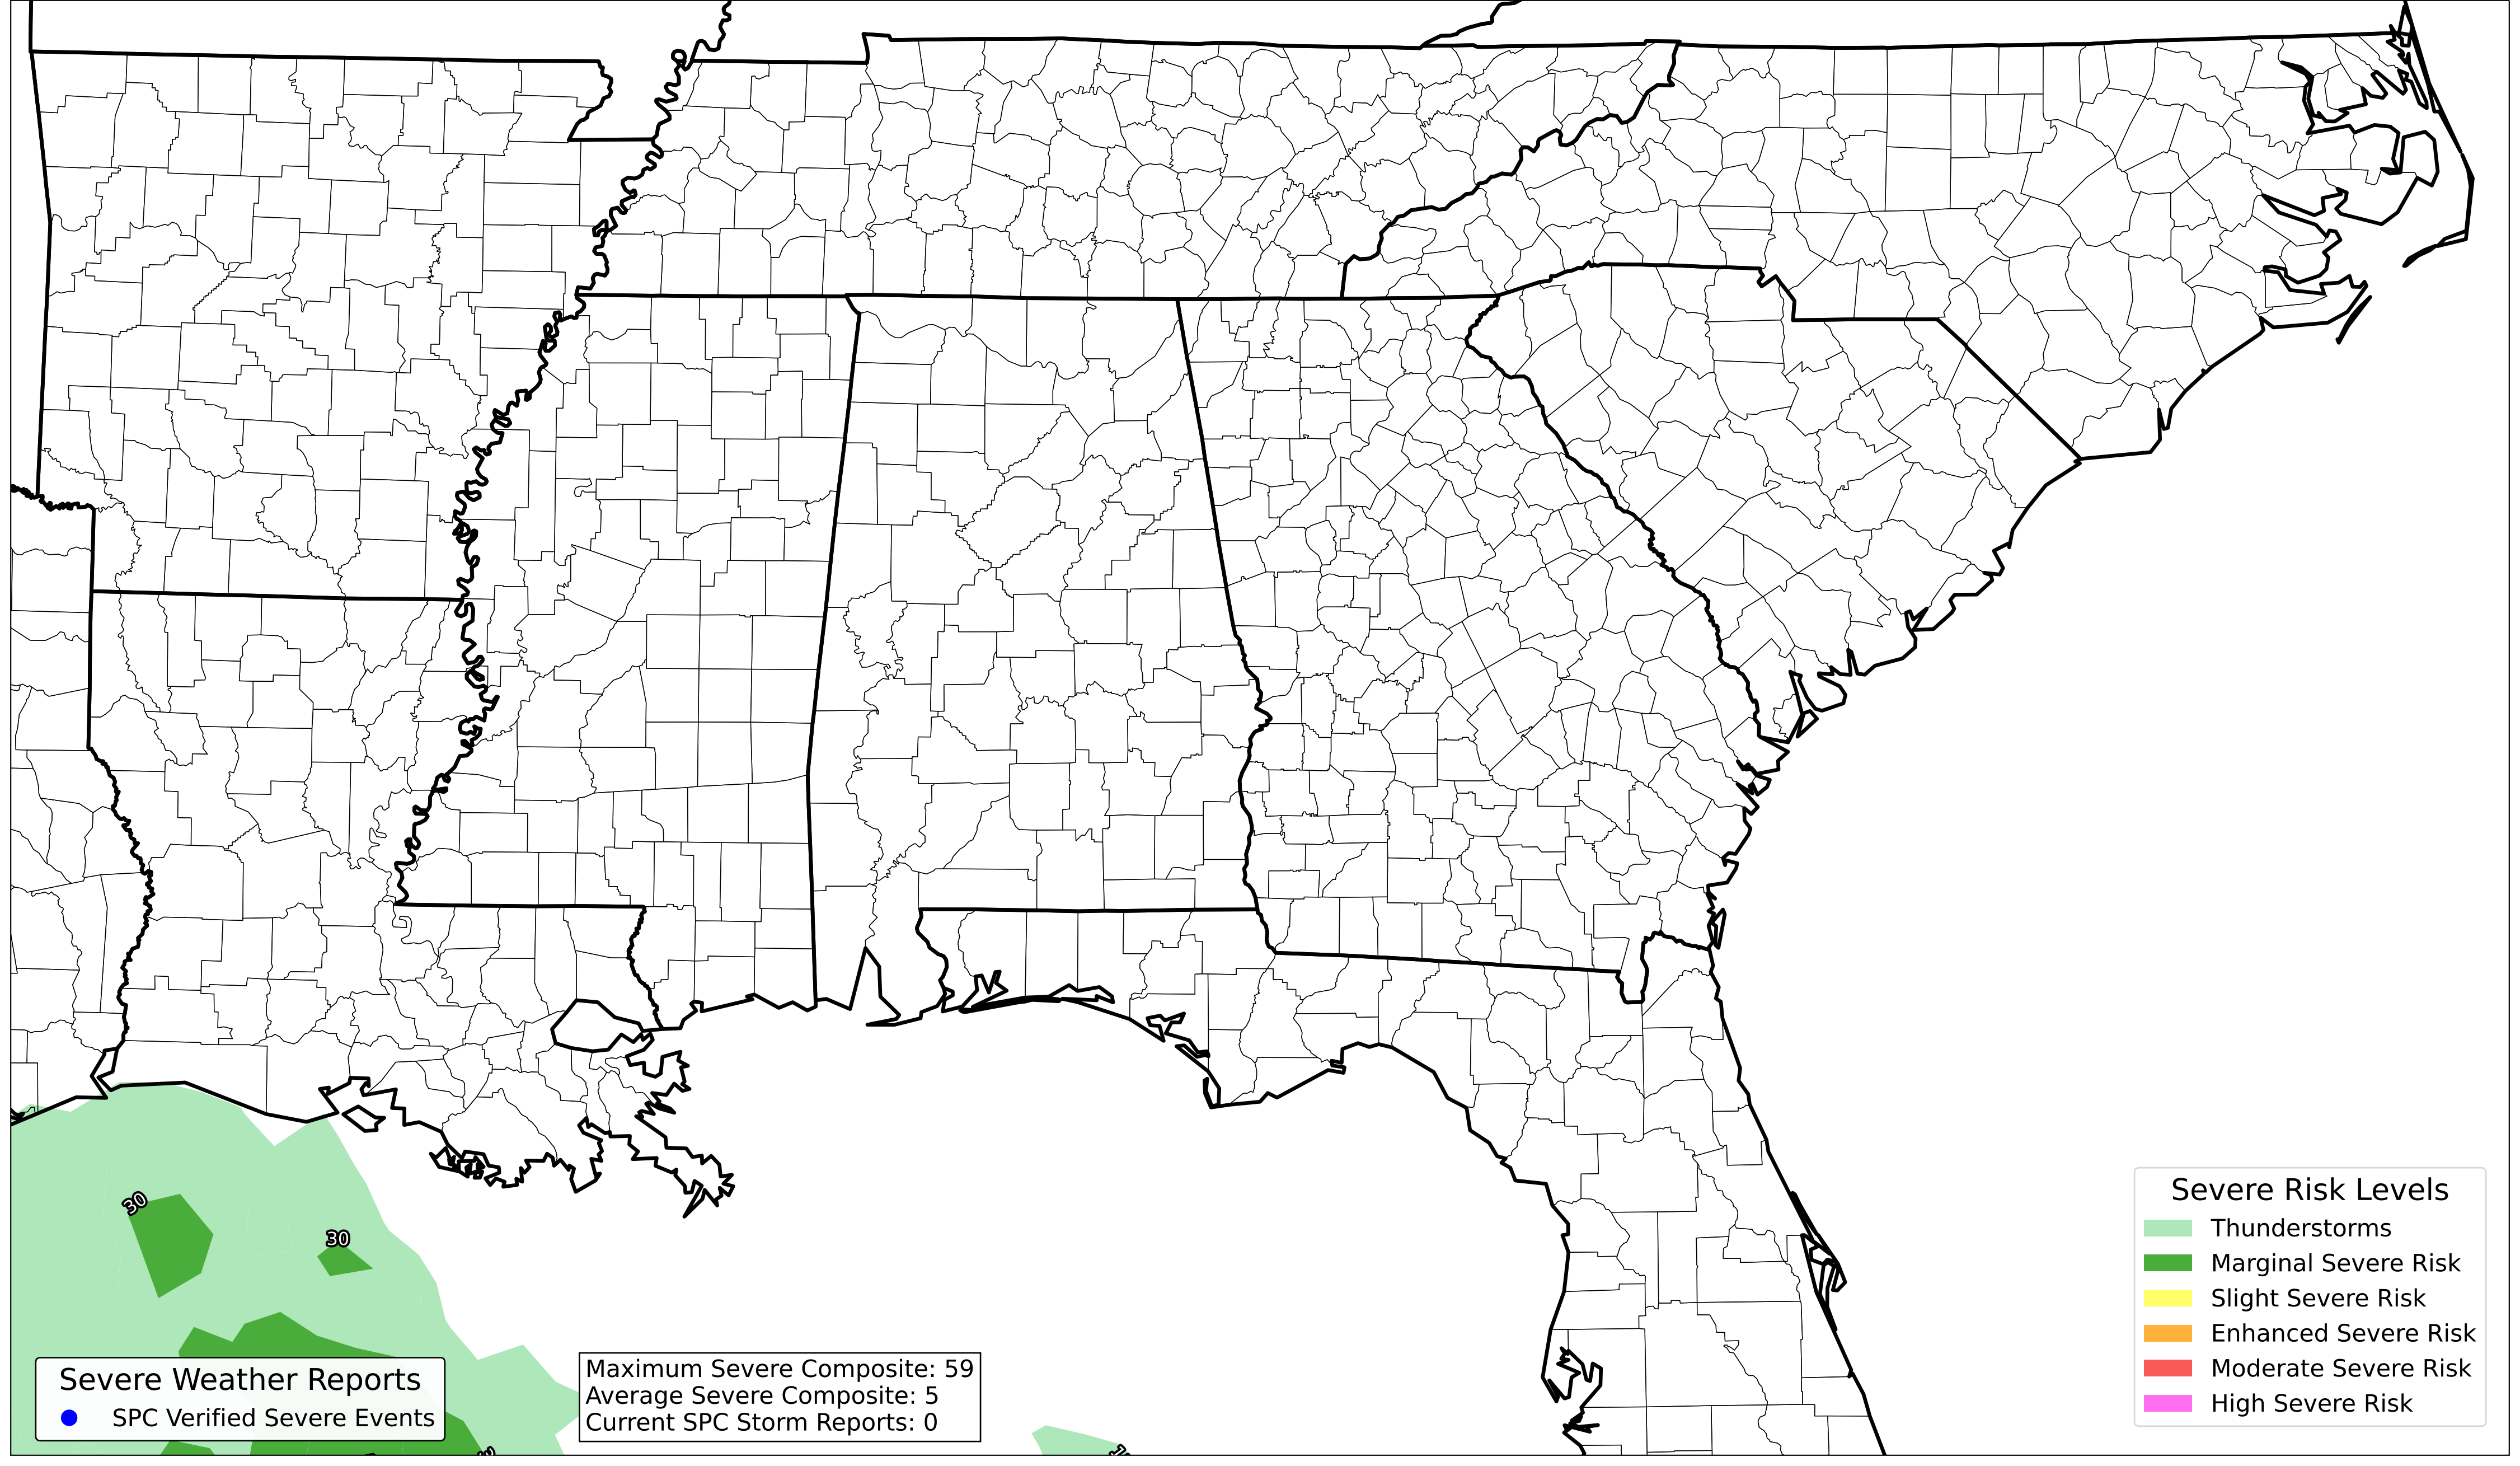 30
30
Severe Risk Levels
Thunderstorms
Marginal Severe Risk
Slight Severe Risk
Enhanced Severe Risk
Moderate Severe Risk
High Severe Risk
Severe Weather Reports
SPC Verified Severe Events
Maximum Severe Composite: 59
Average Severe Composite: 5
Current SPC Storm Reports: 0